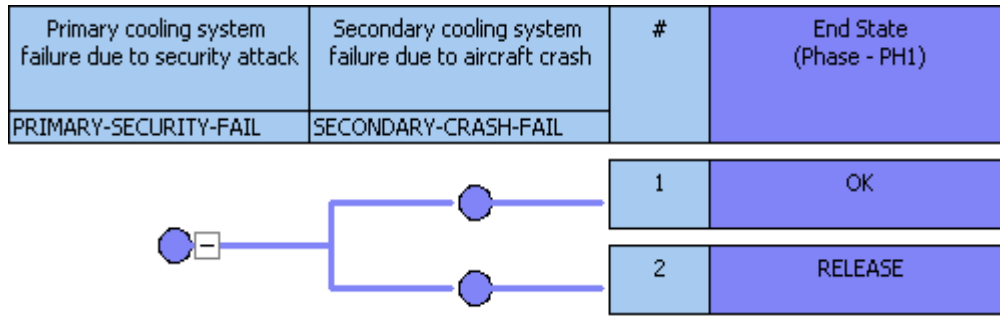 Primary cooling system
failure due to security attack
Secondary cooling system
failure due to aircraft crash
#
End State
(Phase - PH1)
PRIMARY-SECURITY-FAIL
SECONDARY-CRASH-FAIL
1
OK
2
RELEASE